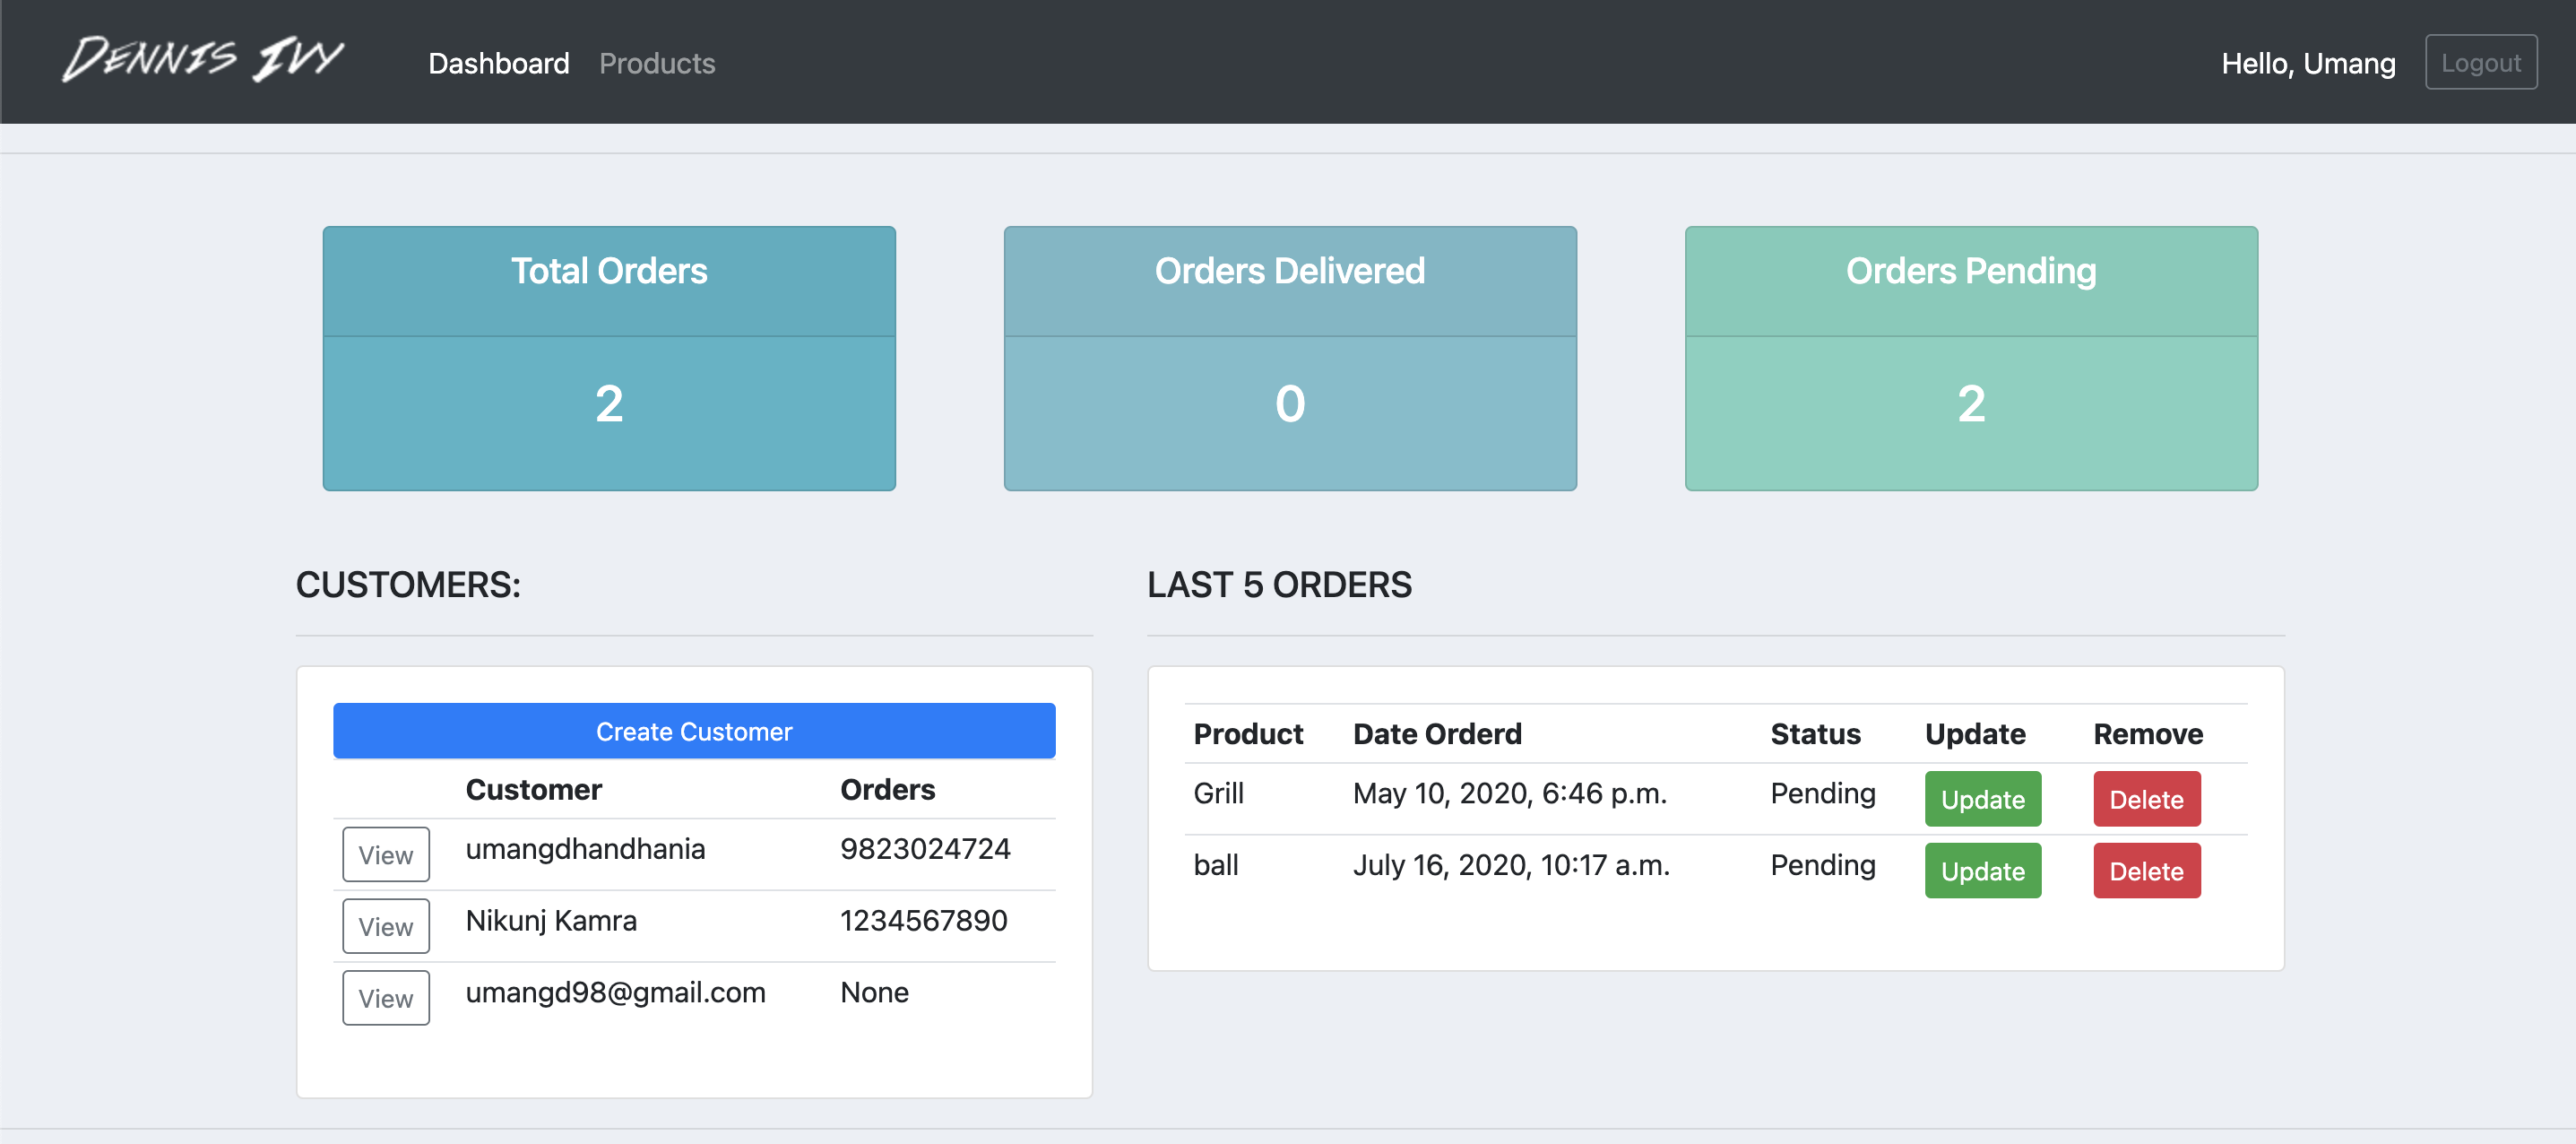 DENNIS IVY Dashboard Products Hello, Umang Logout
Total Orders Orders Delivered Orders Pending
2 0 2
CUSTOMERS:
Create Customer
Customer Orders
View umangdhandhania 9823024724
View Nikunj Kamra 1234567890
View umangd98@gmail.com None
LAST 5 ORDERS
Product Date Orderd Status Update Remove
Grill May 10, 2020, 6:46 p.m. Pending Update Delete
ball July 16, 2020, 10:17 a.m. Pending Update Delete